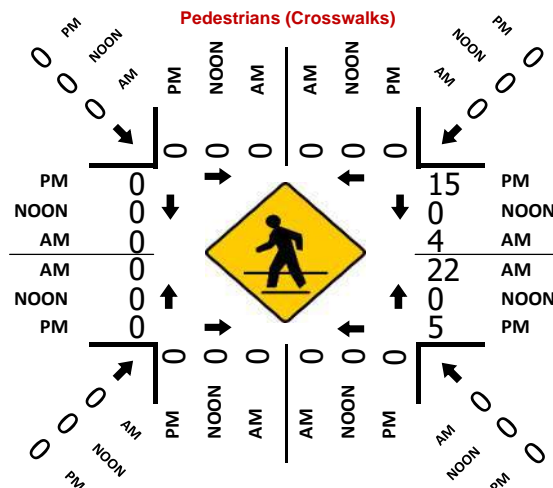 Pedestrians (Crosswalks)
0 PM
0 NOON
0 AM
PM NOON AM AM NOON PM
PM 0
NOON 0
AM 0
0 0 0 0 0 0
PM 0 15 PM
NOON 0 0 NOON
AM 0 4 AM
AM 0 22 AM
NOON 0 0 NOON
PM 0 5 PM
0 0 0 0 0 0
0 AM
0 NOON
0 PM
PM NOON AM AM NOON PM
0 AM
0 NOON
0 PM